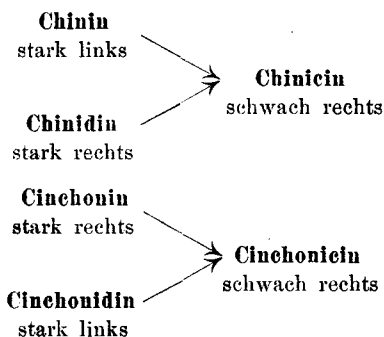 Chinin
stark links
Chinidin
stark rechts
Chinicin
schwach rechts
Cinchonin
stark rechts
Cinchonidin
stark links
Cinchonicin
schwach rechts